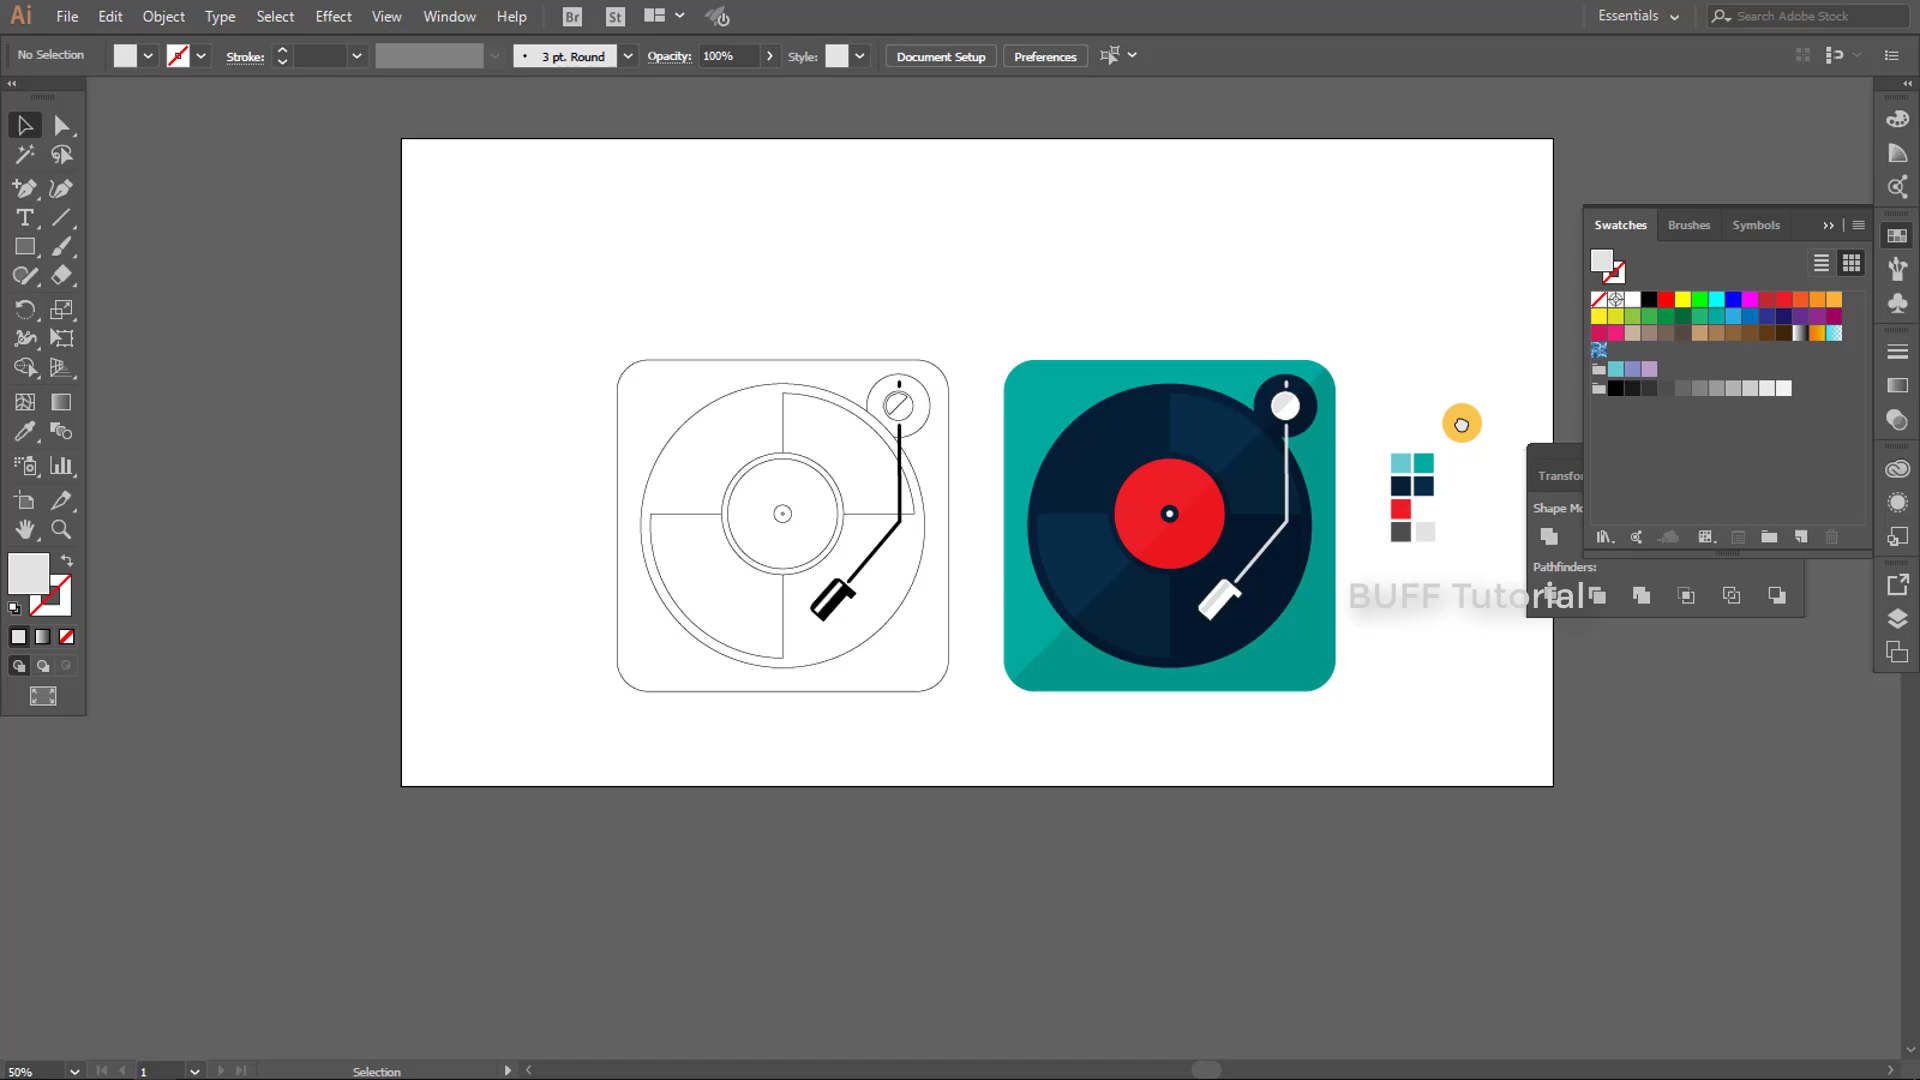 Ai File Edit Object Type Select Effect View Window Help Br St Essentials Search Adobe Stock
No Selection Stroke: 3 pt. Round Opacity: 100% Style: Document Setup Preferences
Swatches Brushes Symbols
Transfor
Shape Mo
Pathfinders:
BUFF Tutorial
50% 1 Selection